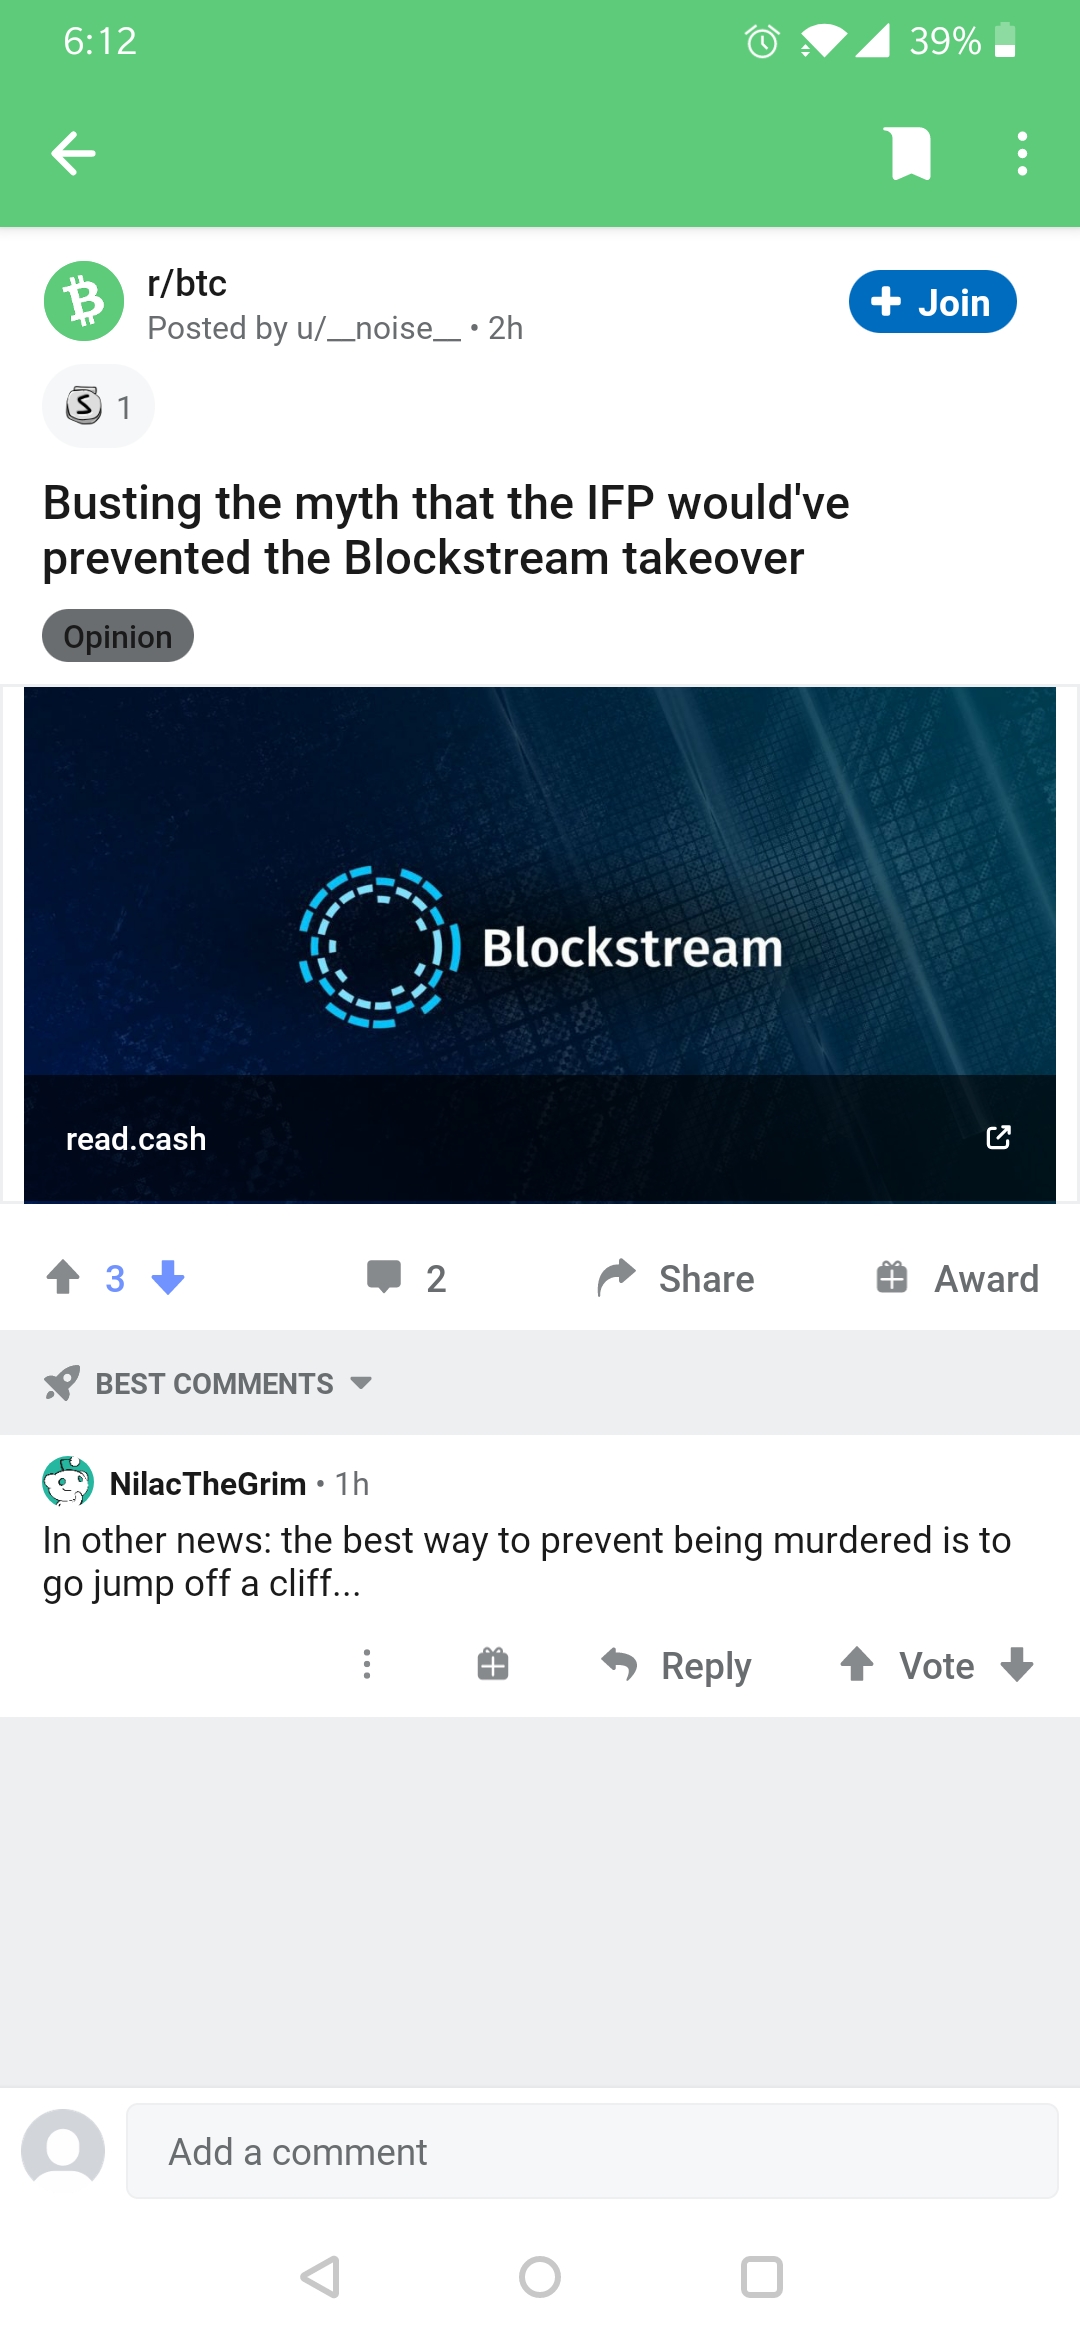 6:12
39%
r/btc
Join
Posted by u/__noise__ • 2h
S 1
Busting the myth that the IFP would've
prevented the Blockstream takeover
Opinion
Blockstream
read.cash
3
2
Share
Award
BEST COMMENTS
NilacTheGrim • 1h
In other news: the best way to prevent being murdered is to
go jump off a cliff...
Reply
Vote
Add a comment